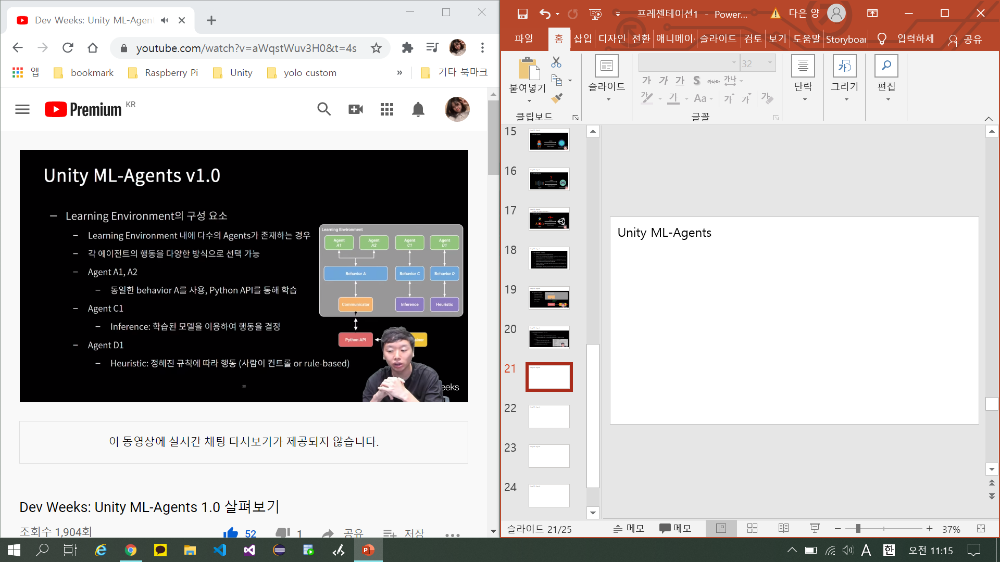 Dev Weeks: Unity ML-Agent
youtube.com/watch?v=aWqstWuv3H0&t=4s
앱
bookmark
Raspberry Pi
Unity
yolo custom
»
기타 북마크
Premium KR
Unity ML-Agents v1.0
– Learning Environment의 구성 요소
– Learning Environment 내에 다수의 Agents가 존재하는 경우
– 각 에이전트의 행동을 다양한 방식으로 선택 가능
– Agent A1, A2
– 동일한 behavior A를 사용, Python API를 통해 학습
– Agent C1
– Inference: 학습된 모델을 이용하여 행동을 결정
– Agent D1
– Heuristic: 정해진 규칙에 따라 행동 (사람이 컨트롤 or rule-based)
38
Learning Environment
Agent A1
Agent A2
Agent C1
Agent D1
Behavior A
Behavior C
Behavior D
Communicator
Inference
Heuristic
Python API
ainer
eeks
이 동영상에 실시간 채팅 다시보기가 제공되지 않습니다.
Dev Weeks: Unity ML-Agents 1.0 살펴보기
조회수 1,904회
52
1
공유
저장
프레젠테이션1 - Power...
다은 양
파일
홈
삽입
디자인
전환
애니메이
슬라이드
검토
보기
도움말
Storyboar
입력하세
공유
붙여넣기
클립보드
슬라이드
32
가 가 가 S 가나다 간나
가 가 Aa 가 가 가
글꼴
단락
가
그리기
편집
15
16
17
18
19
20
21
22
23
24
Unity ML-Agents
슬라이드 21/25
메모
메모
37%
A
한
오전 11:15